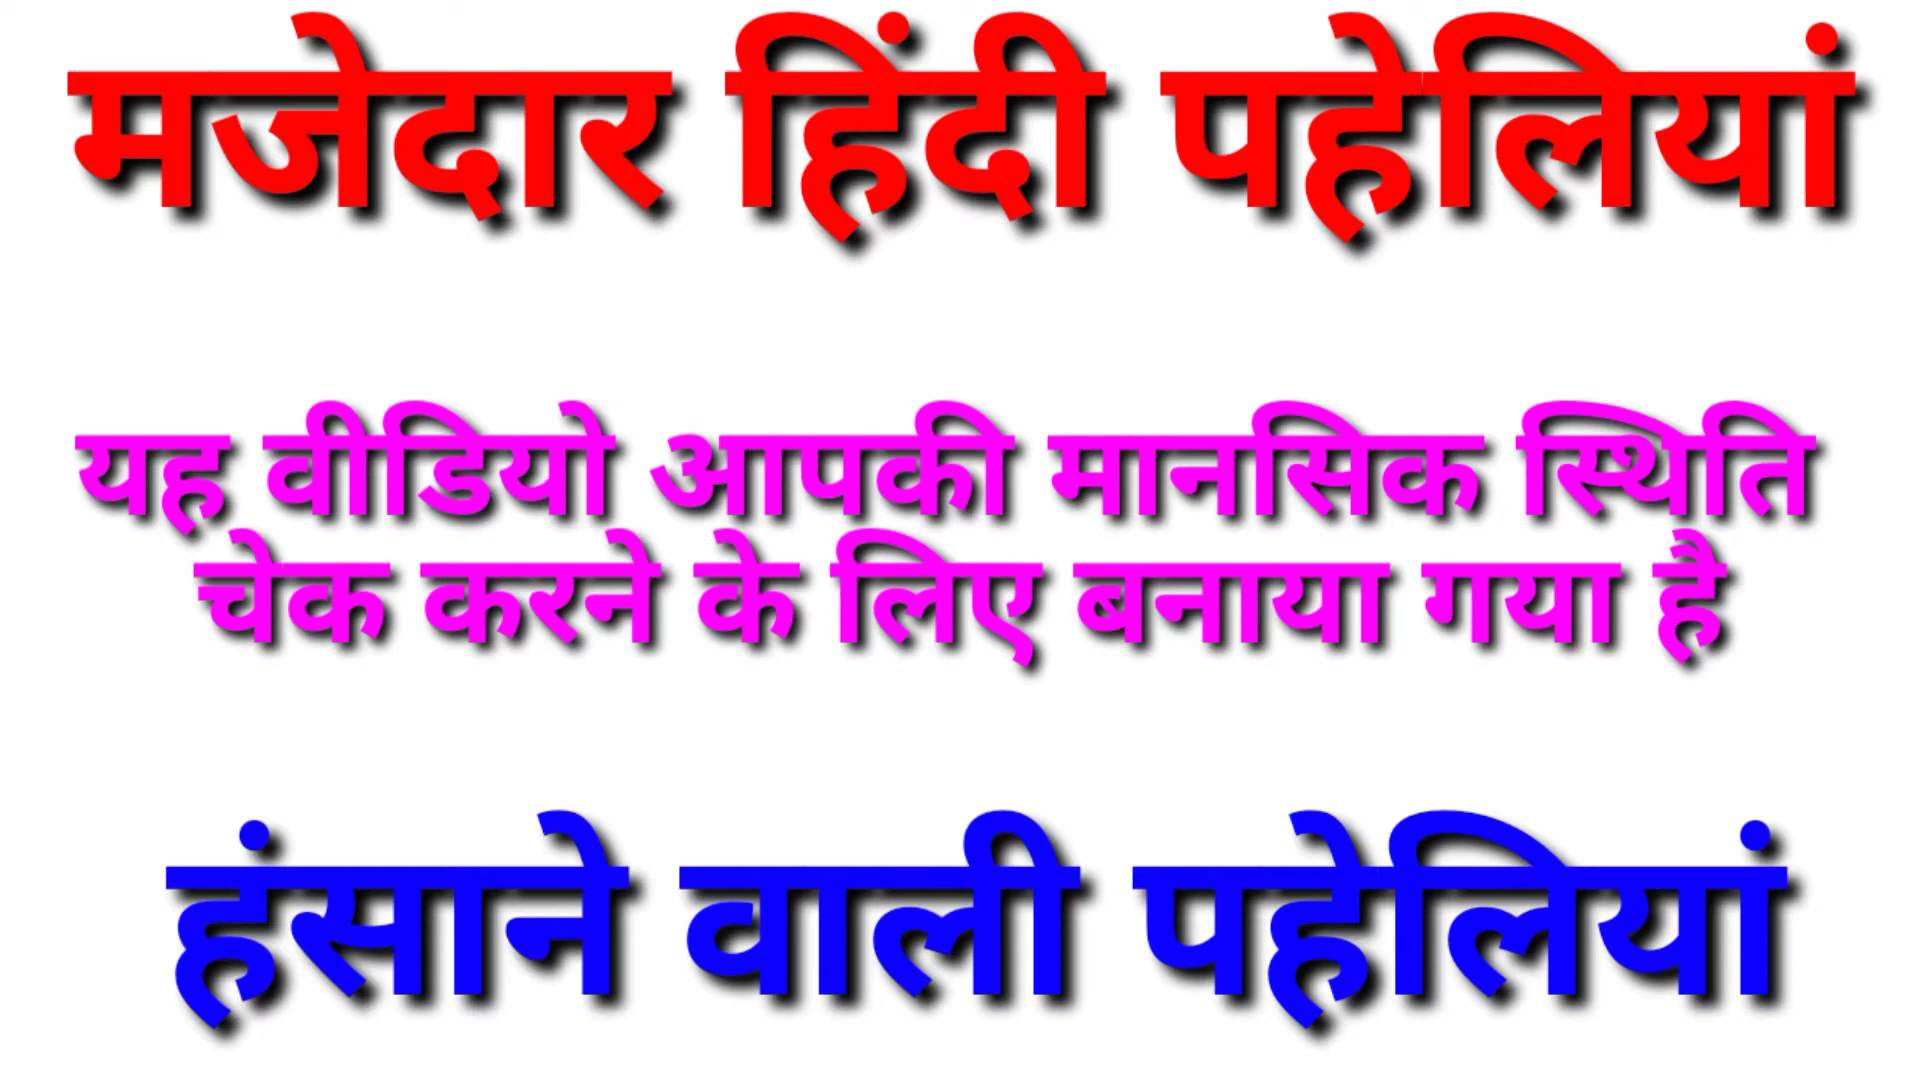 मजेदार हिंदी पहेलियां
यह वीडियो आपकी मानसिक स्थिति
चेक करने के लिए बनाया गया है
हंसाने वाली पहेलियां